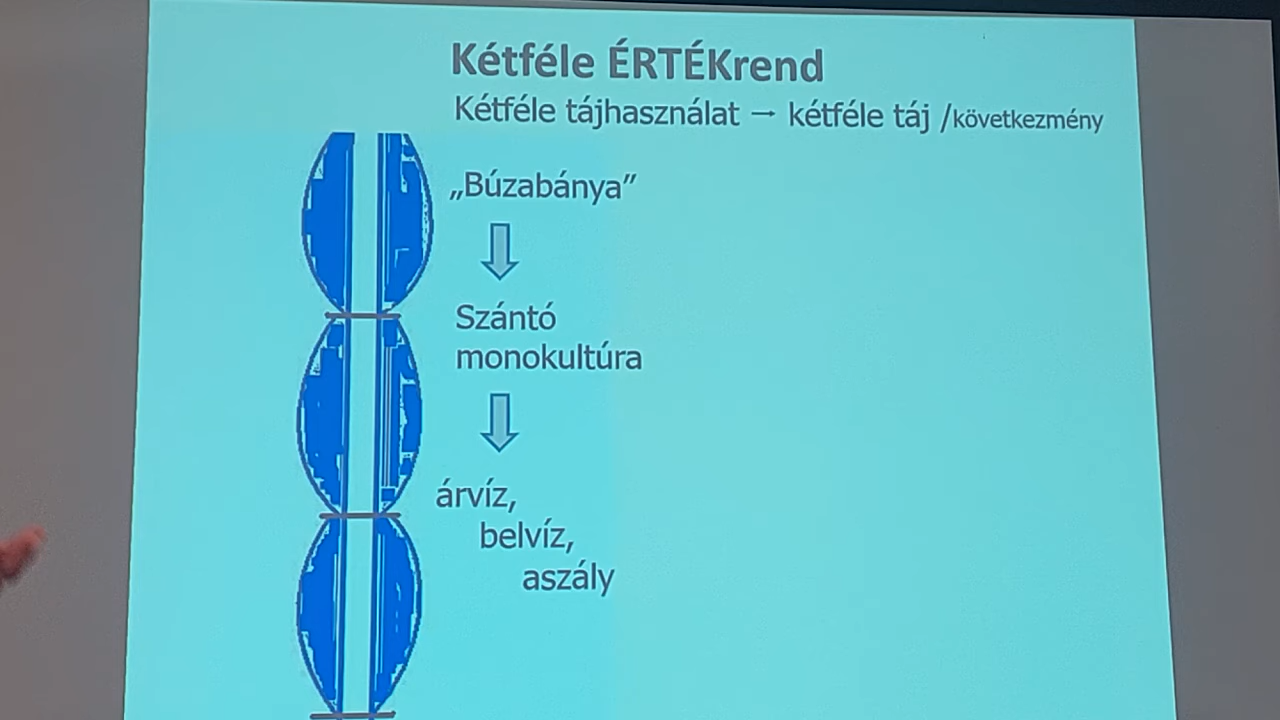 Kétféle ÉRTÉKrend
Kétféle tájhasználat → kétféle táj /következmény
„Búzabánya”
Szántó
monokultúra
árvíz,
belvíz,
aszály